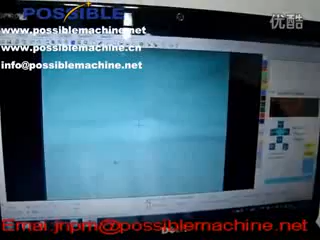 POSSIBLE
优酷
www.possiblemachine.net
www.possiblemachine.cn
info@possiblemachine.net
Email:jnpm@possiblemachine.net